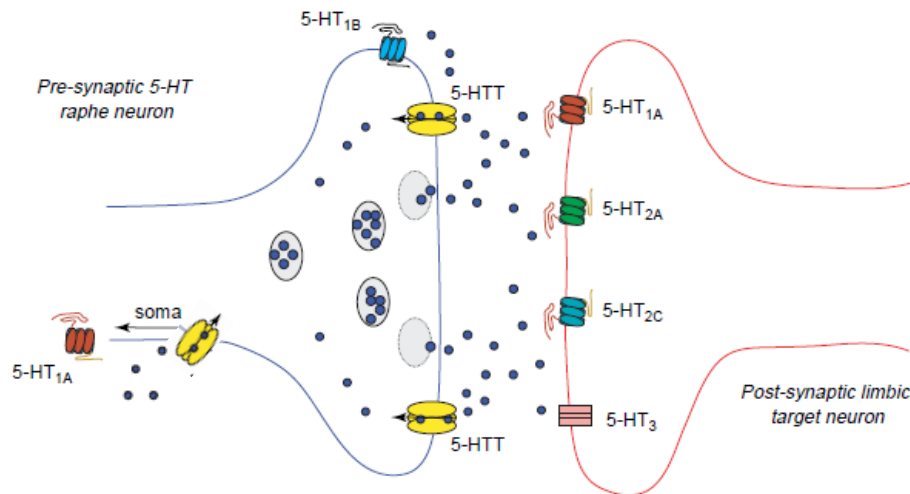 5-HT1B
Pre-synaptic 5-HT
raphe neuron
5-HTT
5-HT1A
5-HT2A
soma
5-HT2C
5-HT1A
Post-synaptic limbic
target neuron
5-HT3
5-HTT